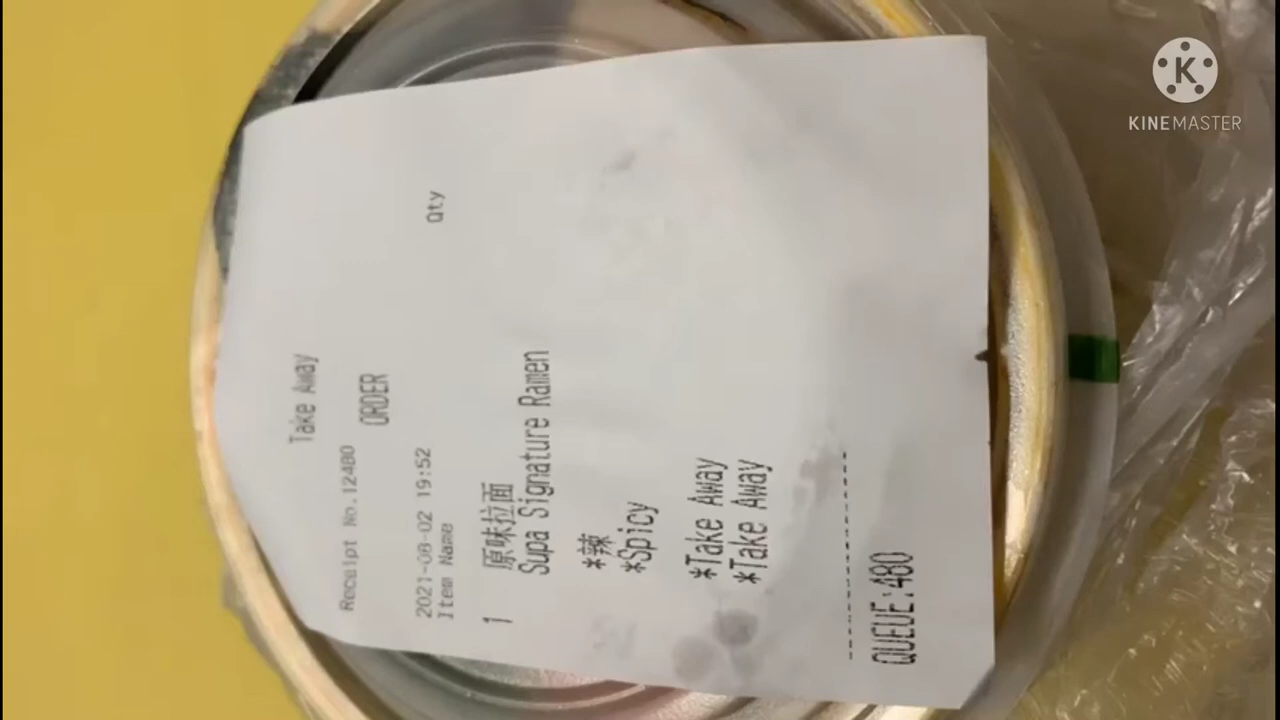 Take Away
Receipt No.12480
ORDER
2021-08-02 19:52
Item Name Qty
1 原味拉面
Supa Signature Ramen
*辣
*Spicy
*Take Away
*Take Away
QUEUE:480
K
KINEMASTER